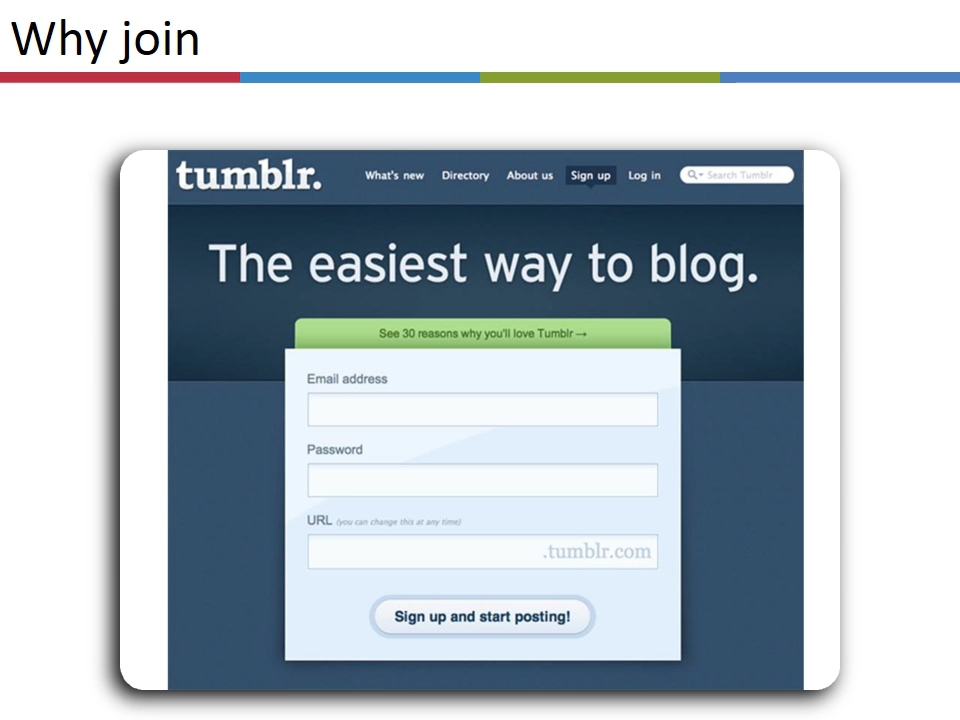 Why join
tumblr. What's new Directory About us Sign up Log in Search Tumblr
The easiest way to blog.
See 30 reasons why you'll love Tumblr →
Email address
Password
URL (you can change this at any time)
.tumblr.com
Sign up and start posting!